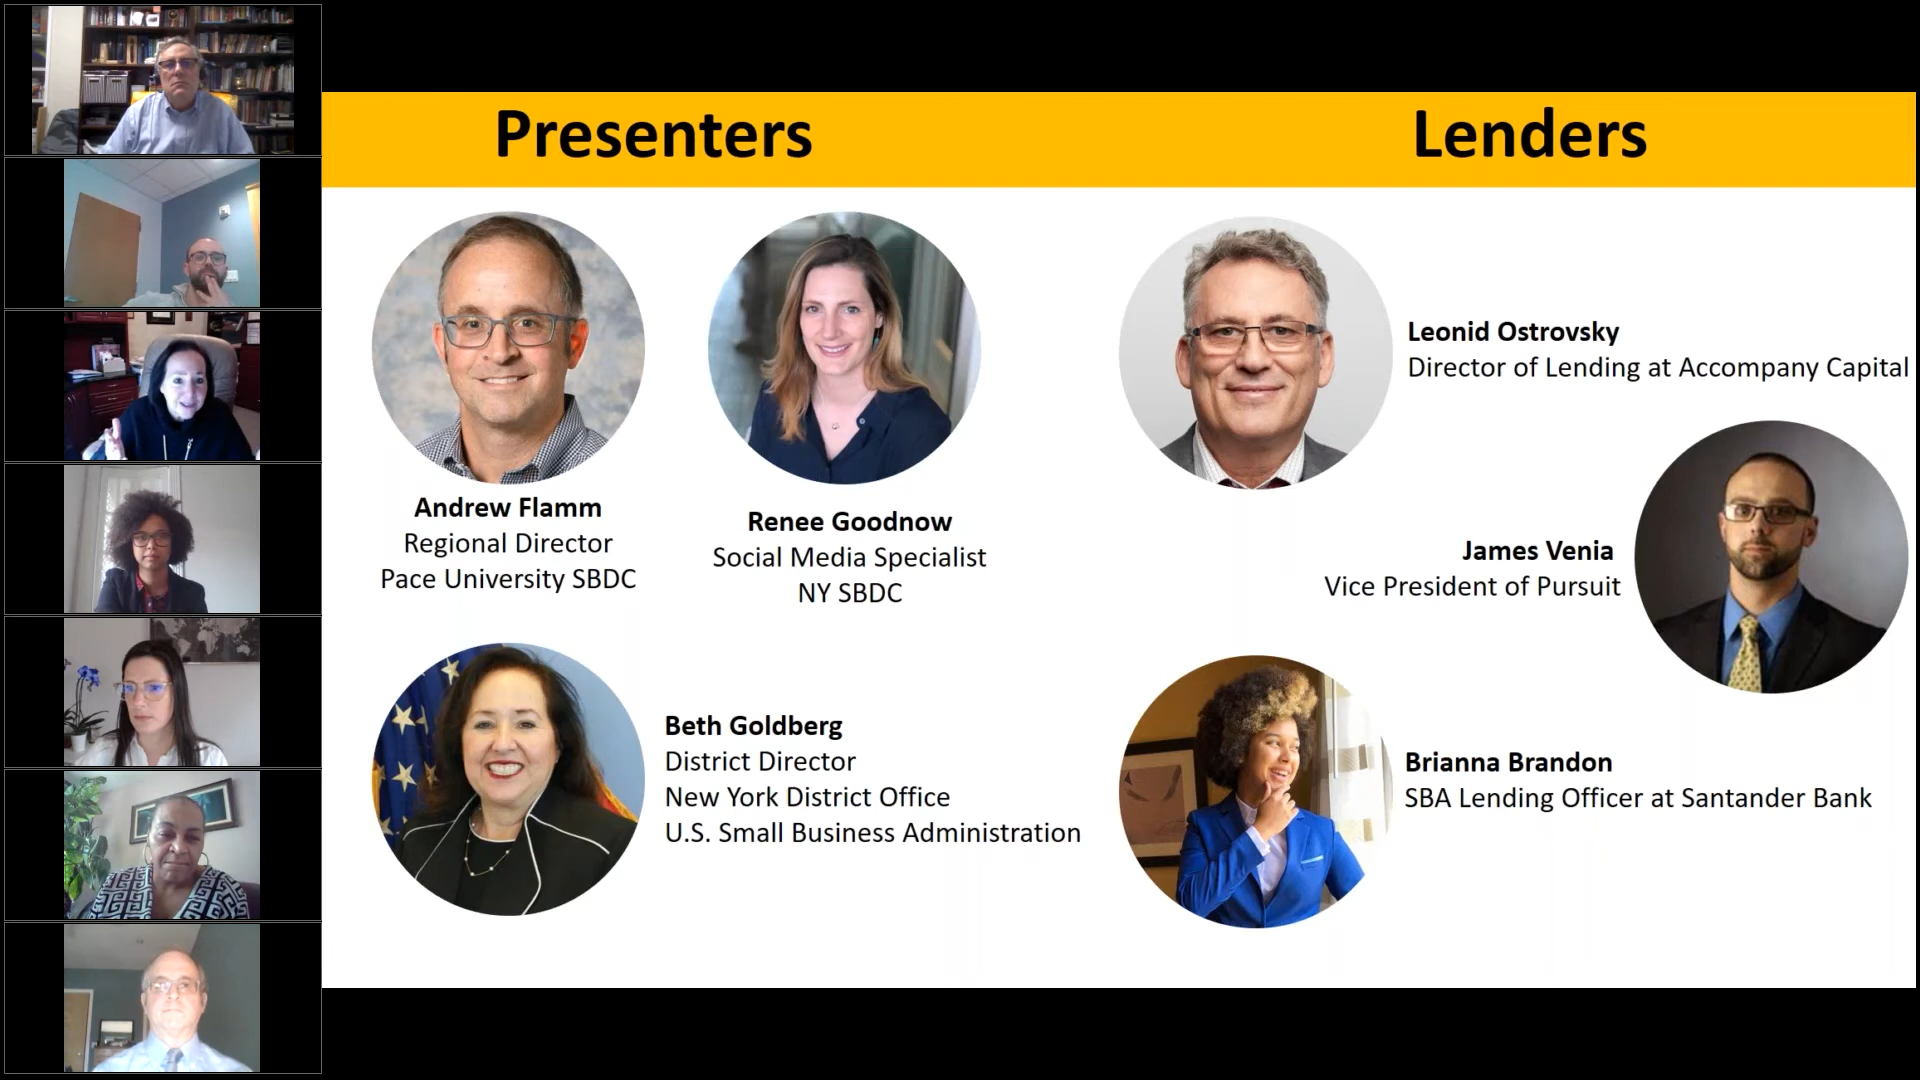 Presenters
Lenders
Andrew Flamm
Regional Director
Pace University SBDC
Renee Goodnow
Social Media Specialist
NY SBDC
Beth Goldberg
District Director
New York District Office
U.S. Small Business Administration
Leonid Ostrovsky
Director of Lending at Accompany Capital
James Venia
Vice President of Pursuit
Brianna Brandon
SBA Lending Officer at Santander Bank